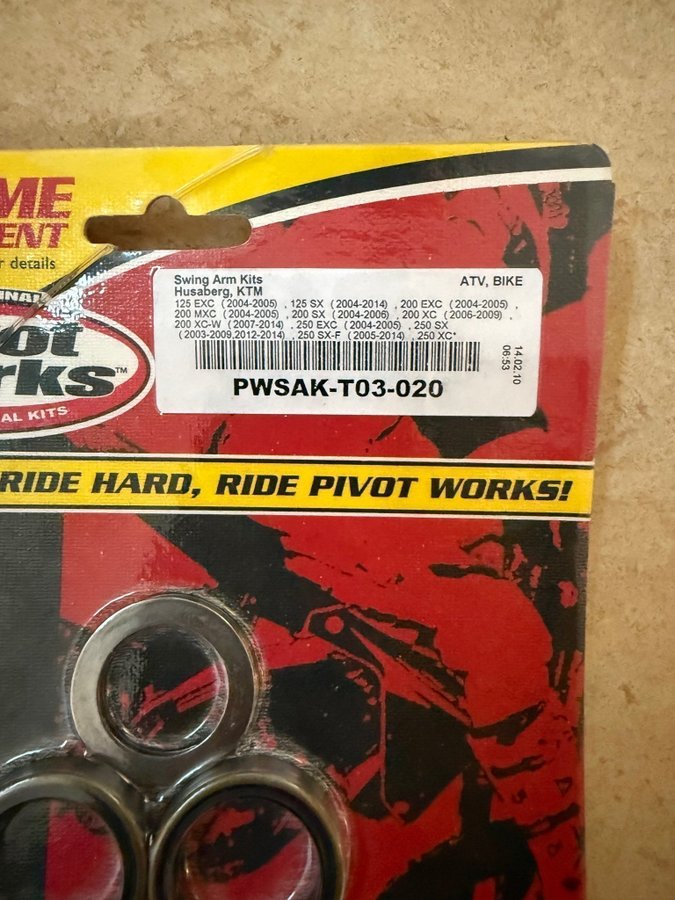 ME
ENT
r details
INAL
ot
rks™
AL KITS
Swing Arm Kits
ATV, BIKE
Husaberg, KTM
125 EXC (2004-2005) , 125 SX (2004-2014) , 200 EXC (2004-2005) ,
200 MXC (2004-2005) , 200 SX (2004-2006) , 200 XC (2006-2009) ,
200 XC-W (2007-2014) , 250 EXC (2004-2005) , 250 SX
(2003-2009,2012-2014) , 250 SX-F (2005-2014) , 250 XC*
PWSAK-T03-020
14.02.10
06:53
RIDE HARD, RIDE PIVOT WORKS!